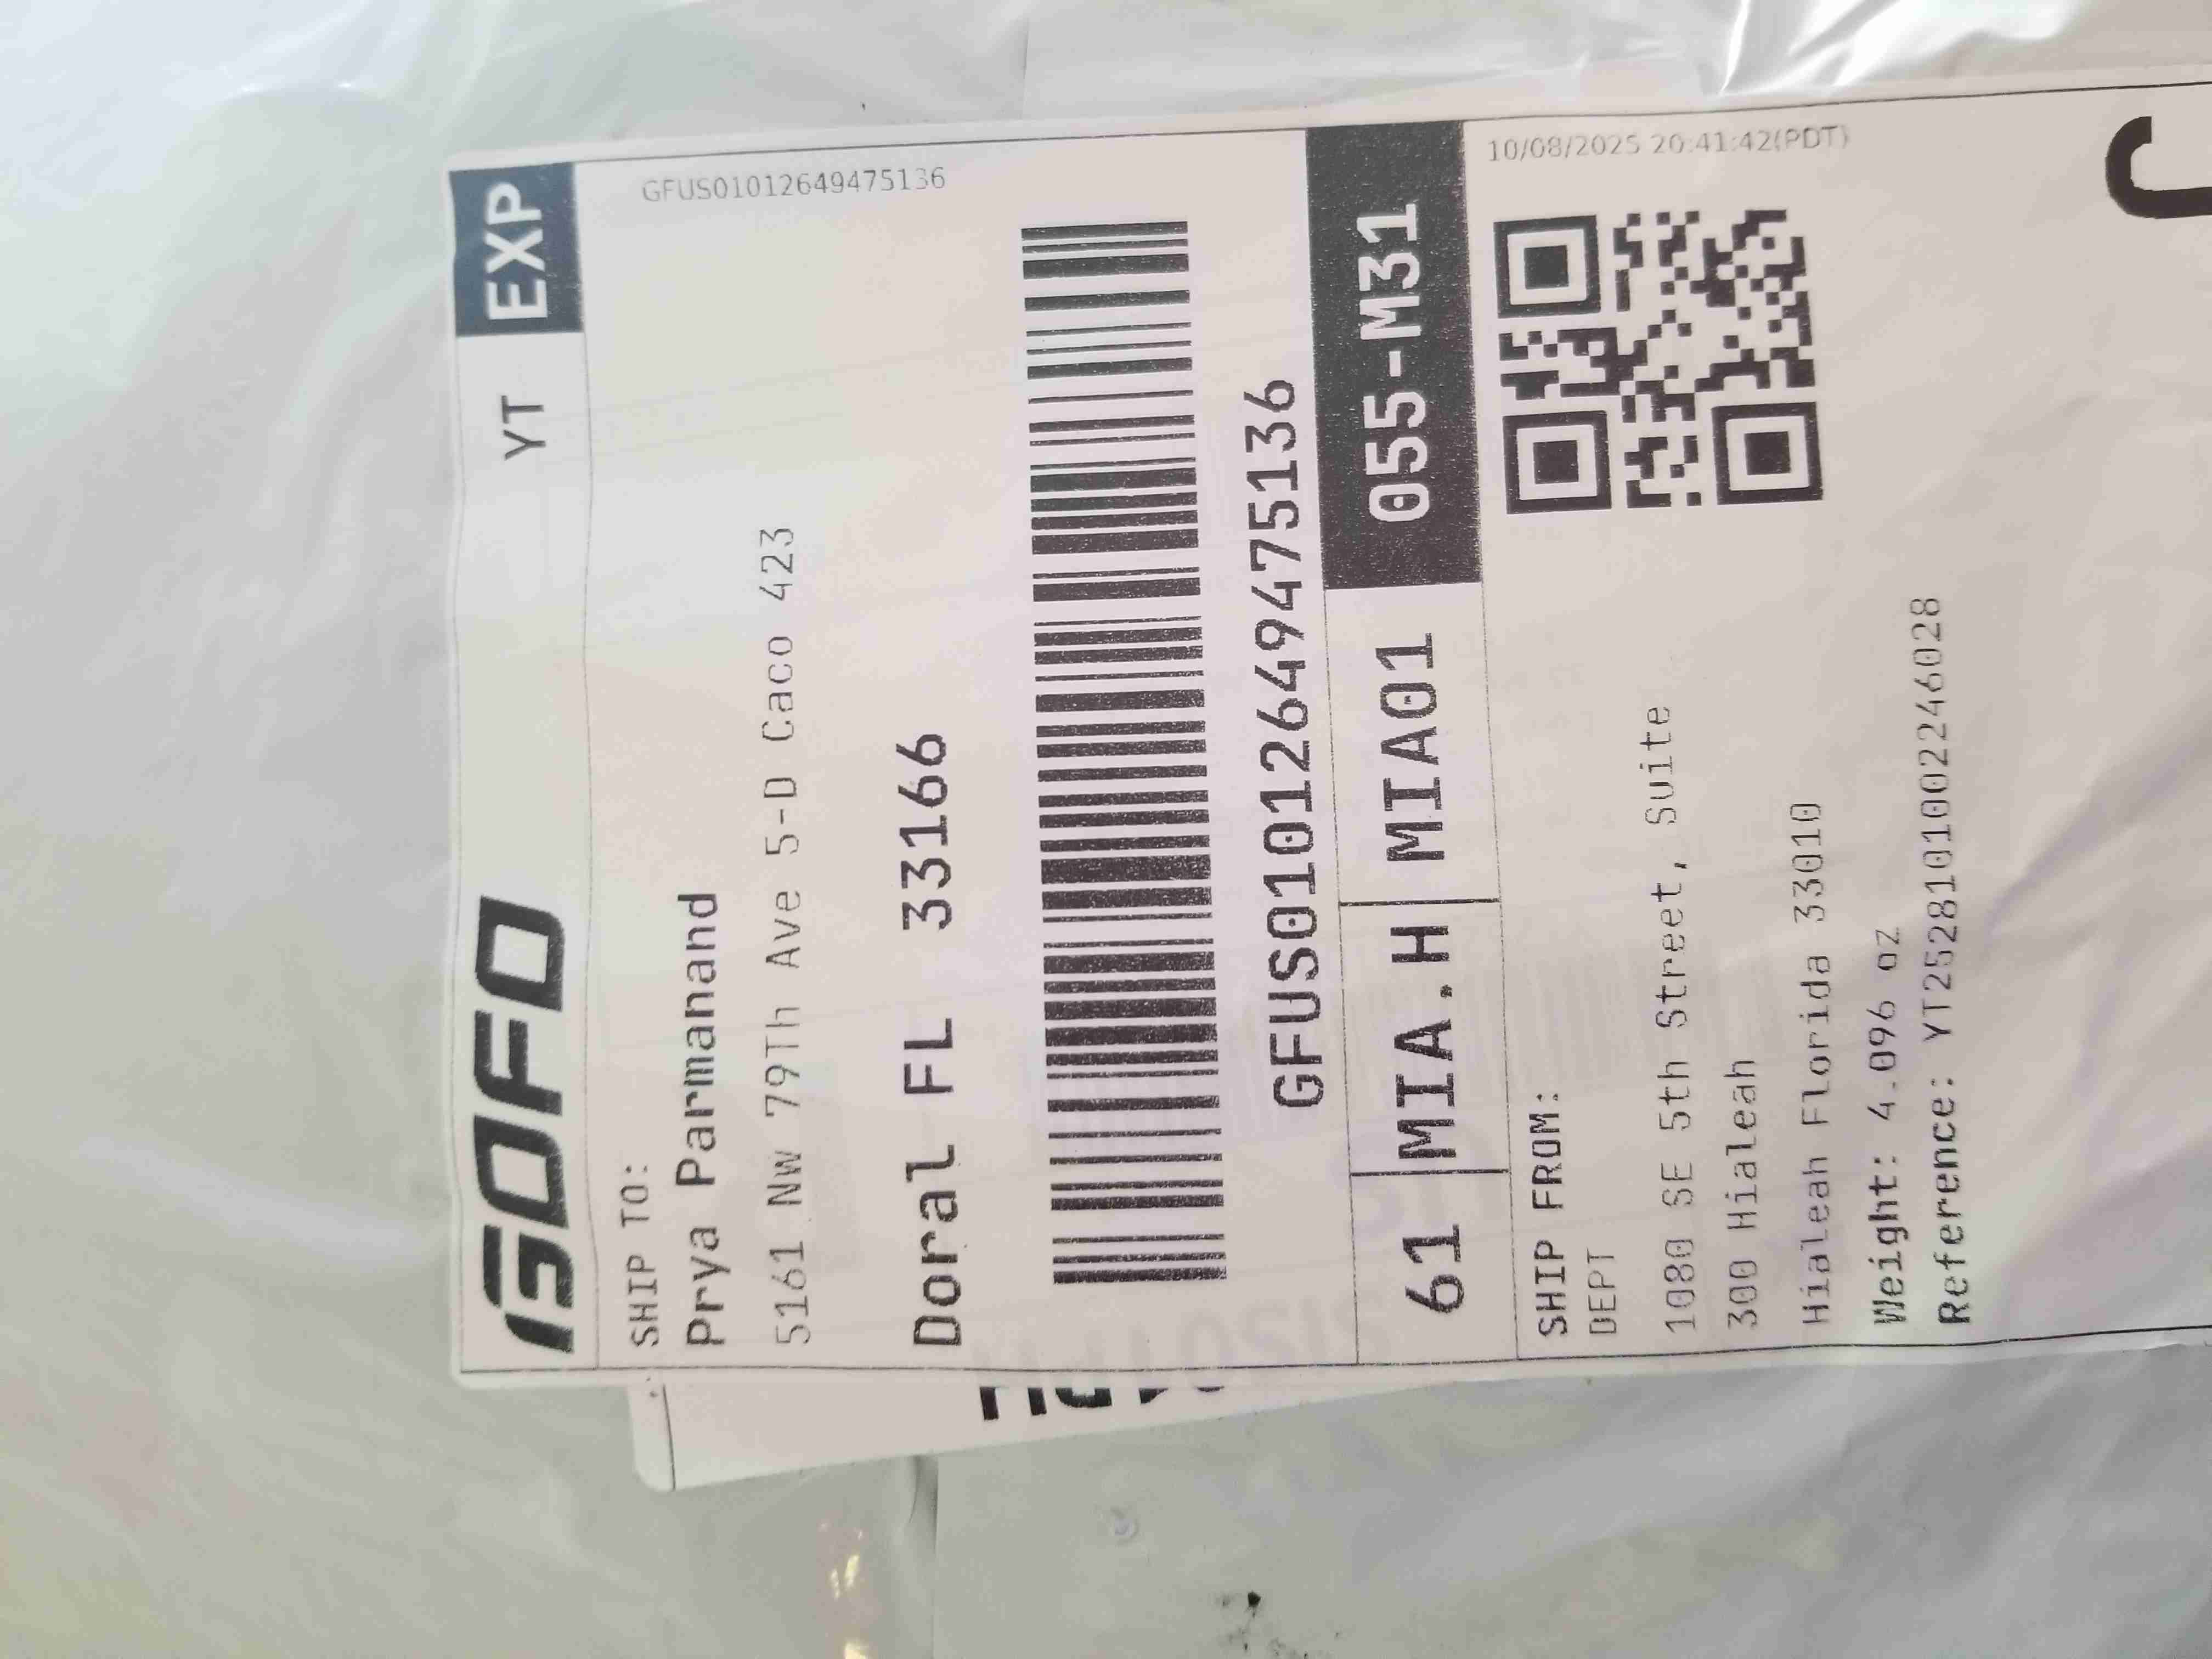 GOFO YT EXP
GFUS01012649475136
SHIP TO:
Prya Parmanand
5161 NW 79Th Ave 5-D Caco 423
Doral FL 33166
GFUS01012649475136
61 MIA.H MIA01 055-M31
10/08/2025 20:41:42(PDT)
SHIP FROM:
DEPT
1080 SE 5th Street, Suite
300 Hialeah
Hialeah Florida 33010
Weight: 4.096 oz
Reference: YT2528101002246028